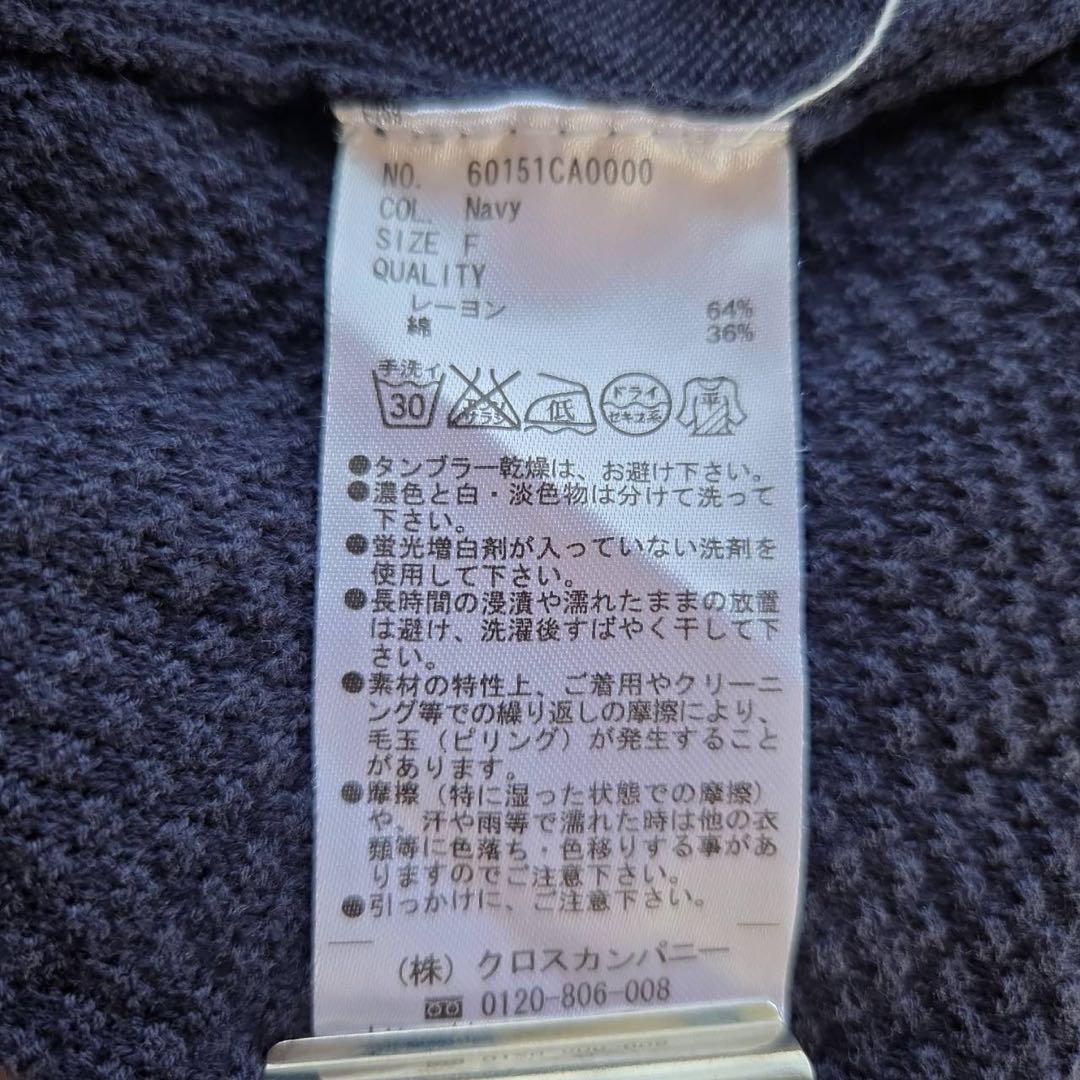 NO. 60151CA0000
COL. Navy
SIZE F
QUALITY
レーヨン 64%
綿 36%
手洗イ
30
低
ドライ
セキユ系
平
●タンブラー乾燥は、お避け下さい。
●濃色と白・淡色物は分けて洗って
下さい。
●蛍光増白剤が入っていない洗剤を
使用して下さい。
●長時間の浸漬や濡れたままの放置
は避け、洗濯後すばやく干して下
さい。
●素材の特性上、ご着用やクリーニ
ング等での繰り返しの摩擦により、
毛玉(ピリング)が発生すること
があります。
●摩擦(特に湿った状態での摩擦)
や、汗や雨等で濡れた時は他の衣
類等に色落ち・色移りする事があ
りますのでご注意下さい。
●引っかけに、ご注意下さい。
(株)クロスカンパニー
0120-806-008